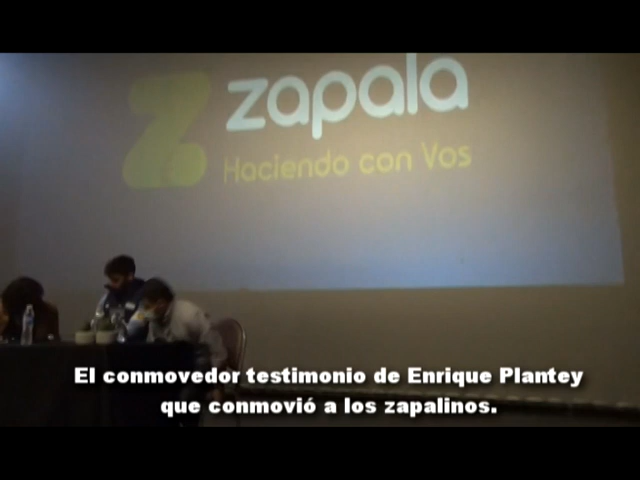 zapala
Haciendo con Vos
El conmovedor testimonio de Enrique Plantey
que conmovió a los zapalinos.